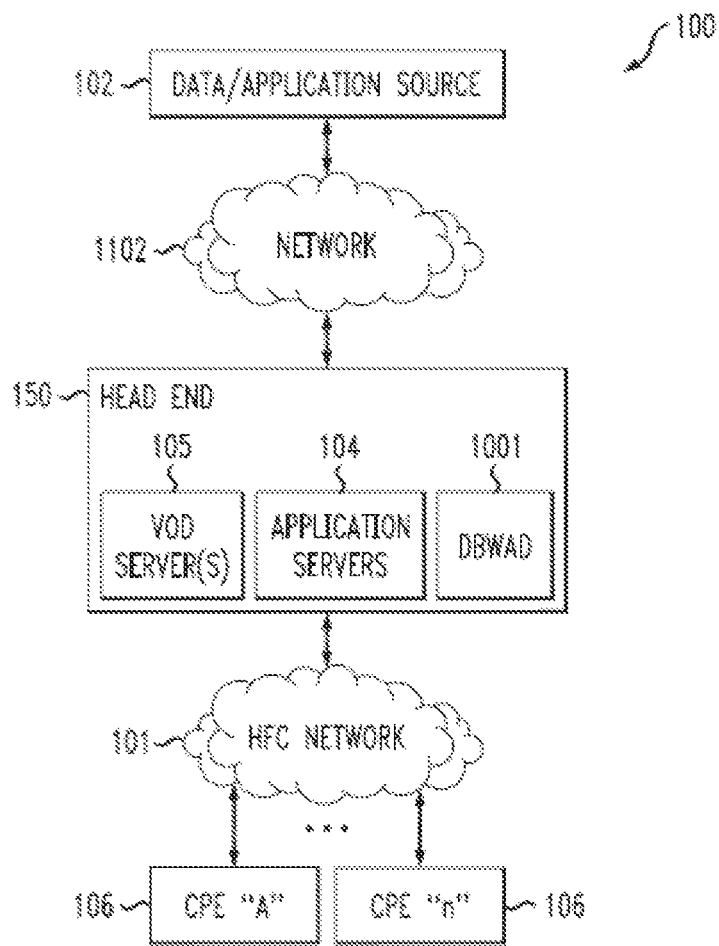 100
102 DATA/APPLICATION SOURCE
1102 NETWORK
150 HEAD END
105 104 1001
VOD SERVER(S)
APPLICATION SERVERS
DBWAD
101 HFC NETWORK
...
106 CPE "A" CPE "n" 106